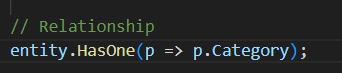 // Relationship
entity.HasOne(p => p.Category);